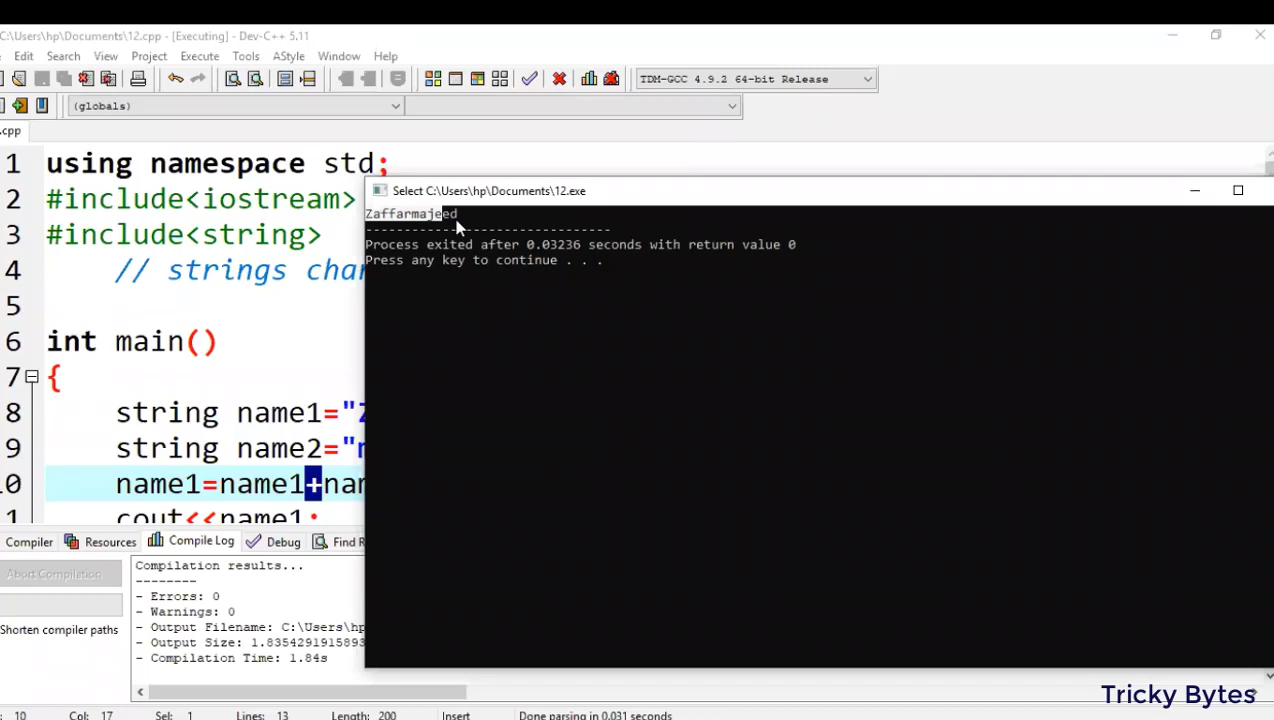 C:\Users\hp\Documents\12.cpp - [Executing] - Dev-C++ 5.11
Edit Search View Project Execute Tools AStyle Window Help
TDM-GCC 4.9.2 64-bit Release
(globals)
.cpp
1 using namespace std;
2 #include<iostream>
3 #include<string>
4 // strings char
5
6 int main()
7 {
8 string name1="Z
9 string name2="m
10 name1=name1+nam
cout<<name1;
Select C:\Users\hp\Documents\12.exe
Zaffarmajeed
--------------------------------
Process exited after 0.03236 seconds with return value 0
Press any key to continue . . .
Compiler Resources Compile Log Debug Find R
Abort Compilation
Shorten compiler paths
Compilation results...
--------
- Errors: 0
- Warnings: 0
- Output Filename: C:\Users\hp
- Output Size: 1.8354291915893
- Compilation Time: 1.84s
Tricky Bytes
10 Col: 17 Sel: 1 Lines: 13 Length: 200 Insert Done parsing in 0.031 seconds